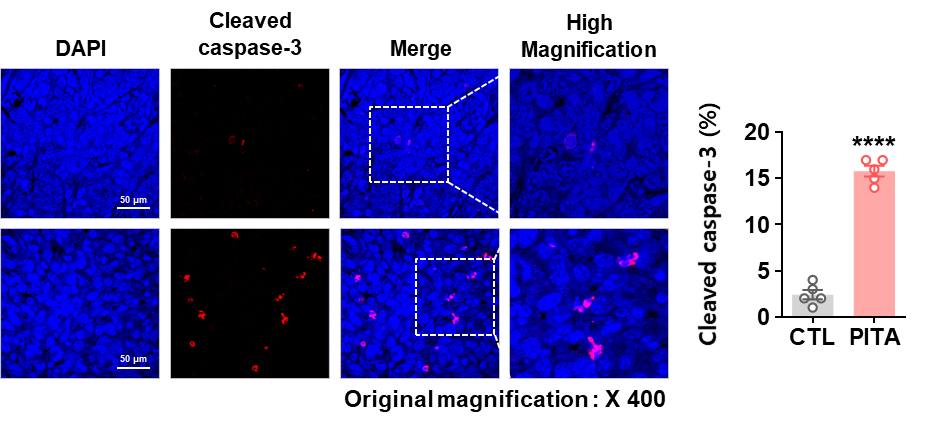 DAPI
Cleaved
caspase-3
Merge
High
Magnification
50 μm
50 μm
Original magnification : X 400
Cleaved caspase-3 (%)
20
15
10
5
0
****
CTL
PITA